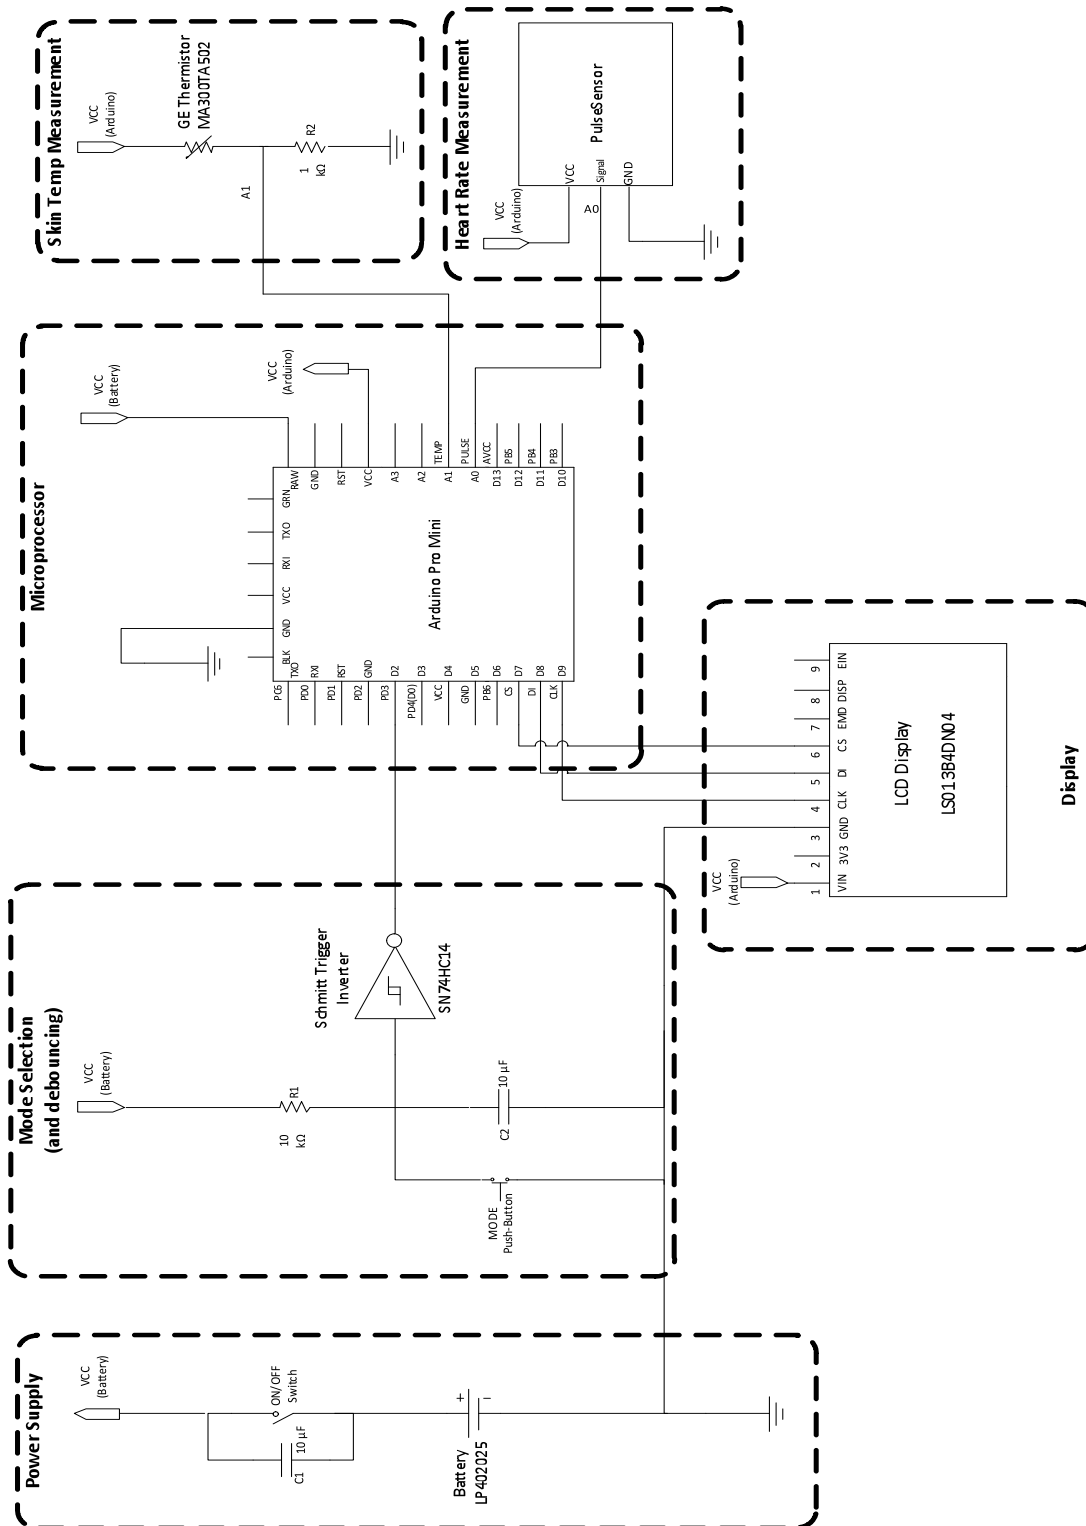 Power Supply
VCC
(Battery)
ON/OFF
Switch
10 µF
C1
Battery
LP402025
+
–
Mode Selection
(and debouncing)
VCC
(Battery)
10
kΩ
R1
MODE
Push-Button
C2
10 µF
Schmitt Trigger
Inverter
SN74HC14
Microprocessor
VCC
(Battery)
VCC
(Arduino)
Arduino Pro Mini
BLK
GND
VCC
RXI
TXO
GRN
PC6
TXO
PD0
RXI
PD1
RST
PD2
GND
PD3
D2
PD4(D0)
D3
VCC
D4
GND
D5
PB6
D6
CS
D7
DI
D8
CLK
D9
RAW
GND
RST
VCC
A3
A2
TEMP
A1
PULSE
A0
AVCC
D13
PB5
D12
PB4
D11
PB3
D10
Display
VCC
(Arduino)
1
2
3
4
5
6
7
8
9
VIN
3V3
GND
CLK
DI
CS
EMD
DISP
EIN
LCD Display
LS013B4DN04
Skin Temp Measurement
VCC
(Arduino)
GE Thermistor
MA300TA502
A1
1
kΩ
R2
Heart Rate Measurement
VCC
(Arduino)
A0
VCC
Signal
GND
PulseSensor